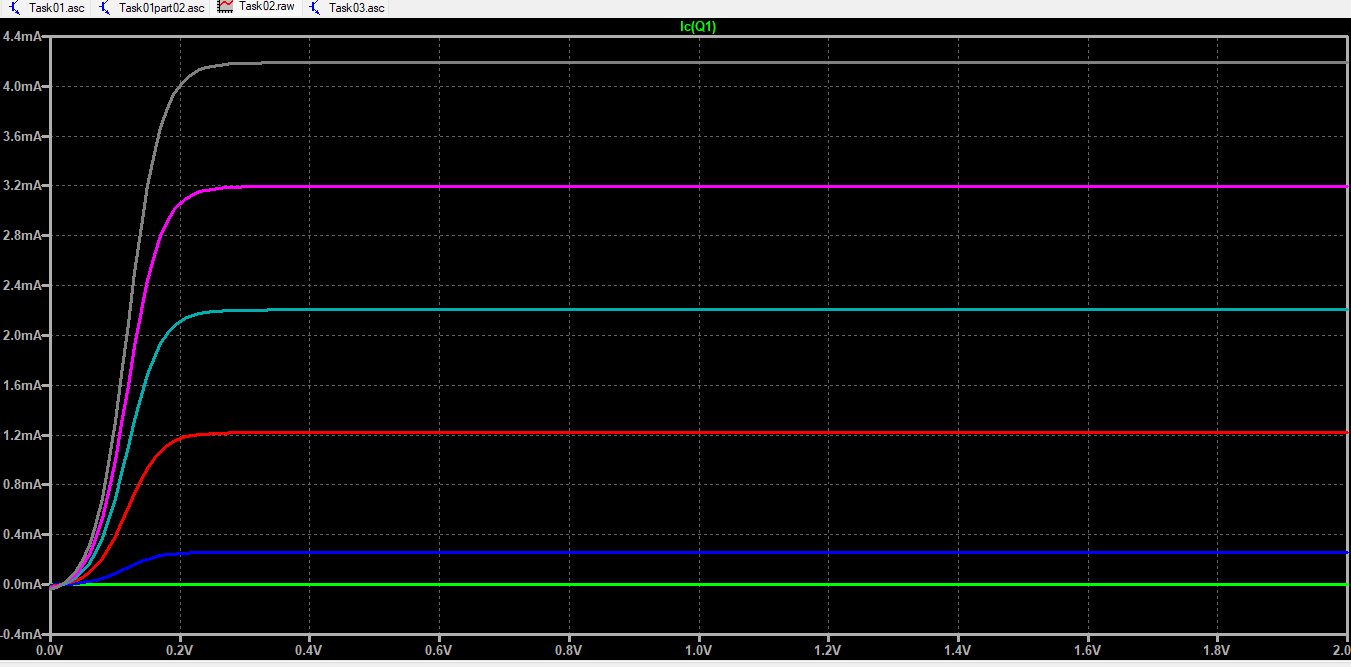 Task01.asc Task01part02.asc Task02.raw Task03.asc
Ic(Q1)
4.4mA
4.0mA
3.6mA
3.2mA
2.8mA
2.4mA
2.0mA
1.6mA
1.2mA
0.8mA
0.4mA
0.0mA
-0.4mA
0.0V 0.2V 0.4V 0.6V 0.8V 1.0V 1.2V 1.4V 1.6V 1.8V 2.0